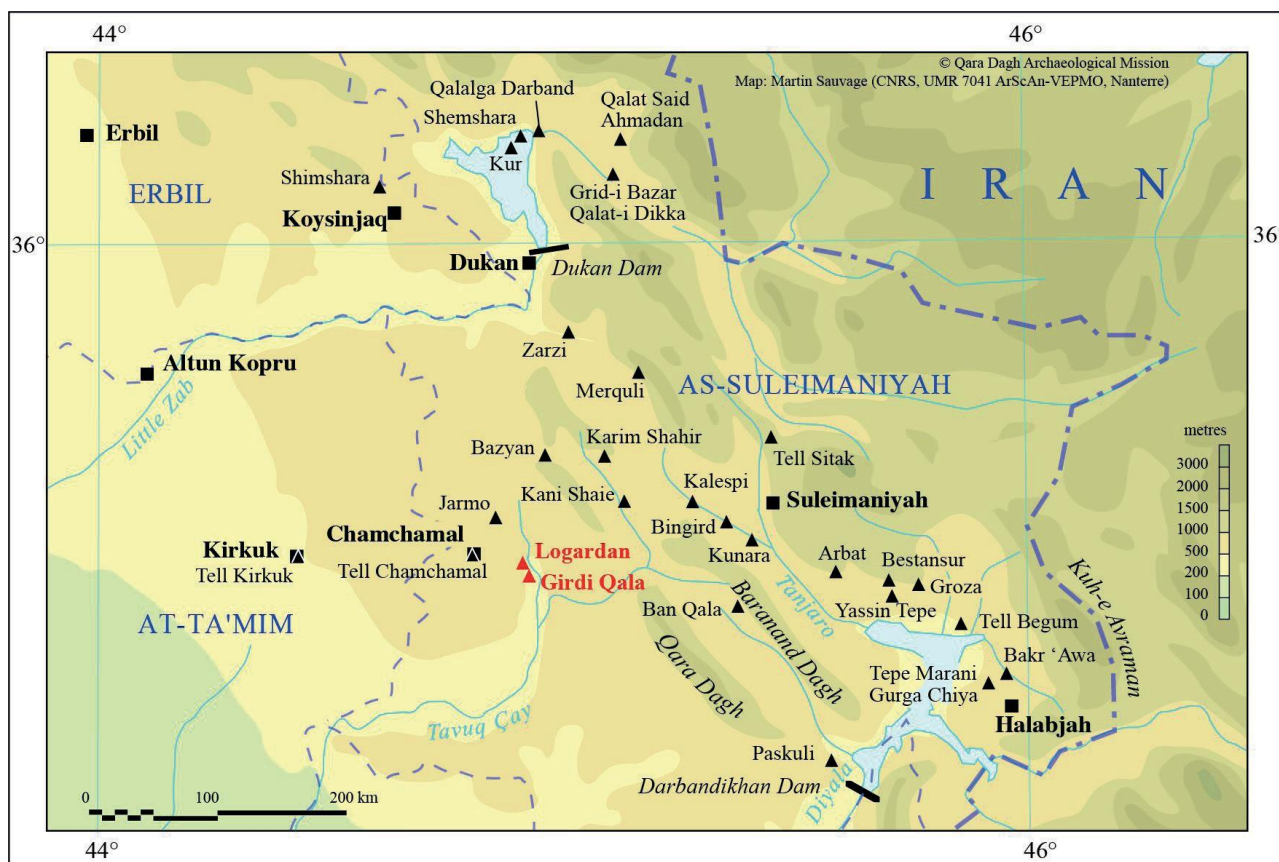 44°
46°
© Qara Dagh Archaeological Mission
Map: Martin Sauvage (CNRS, UMR 7041 ArScAn-VEPMO, Nanterre)
Qalalga Darband
Shemshara
Kur
Qalat Said
Ahmadan
Erbil
IRAN
Shimshara
ERBIL
Grid-i Bazar
Qalat-i Dikka
Koysinjaq
36°
36°
Dukan
Dukan Dam
Zarzi
Altun Kopru
Merquli
AS-SULEIMANIYAH
Little Zab
metres
3000
2000
1500
1000
500
200
100
0
Bazyan
Karim Shahir
Tell Sitak
Kani Shaie
Kalespi
Suleimaniyah
Jarmo
Bingird
Kunara
Chamchamal
Tell Chamchamal
Kirkuk
Tell Kirkuk
Logardan
Girdi Qala
Arbat
Bestansur
Groza
Yassin Tepe
Tanjaro
Kuh-e Avraman
Ban Qala
Baranand Dagh
AT-TA'MIM
Tell Begum
Qara Dagh
Bakr ‘Awa
Tepe Marani
Gurga Chiya
Halabjah
Tavuq Çay
Paskuli
Darbandikhan Dam
Diyala
0 100 200 km
44°
46°